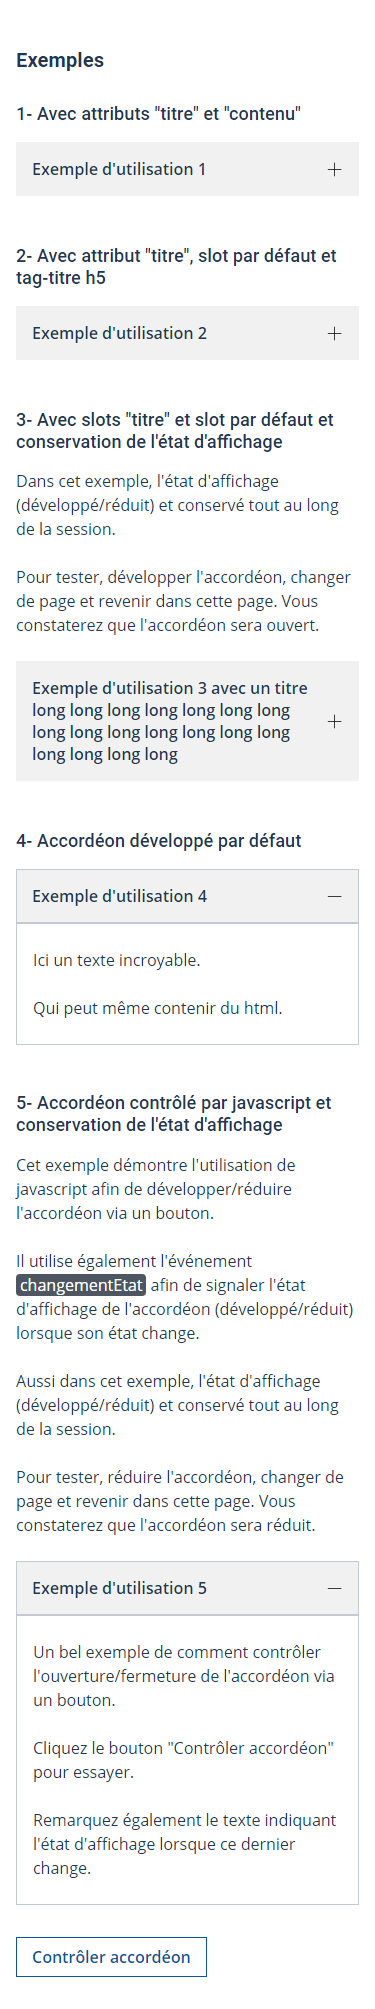 Exemples
1- Avec attributs "titre" et "contenu"
Exemple d'utilisation 1
2- Avec attribut "titre", slot par défaut et
tag-titre h5
Exemple d'utilisation 2
3- Avec slots "titre" et slot par défaut et
conservation de l'état d'affichage
Dans cet exemple, l'état d'affichage
(développé/réduit) et conservé tout au long
de la session.
Pour tester, développer l'accordéon, changer
de page et revenir dans cette page. Vous
constaterez que l'accordéon sera ouvert.
Exemple d'utilisation 3 avec un titre
long long long long long long long
long long long long long long long
long long long long
4- Accordéon développé par défaut
Exemple d'utilisation 4
Ici un texte incroyable.
Qui peut même contenir du html.
5- Accordéon contrôlé par javascript et
conservation de l'état d'affichage
Cet exemple démontre l'utilisation de
javascript afin de développer/réduire
l'accordéon via un bouton.
Il utilise également l'événement
changementEtat afin de signaler l'état
d'affichage de l'accordéon (développé/réduit)
lorsque son état change.
Aussi dans cet exemple, l'état d'affichage
(développé/réduit) et conservé tout au long
de la session.
Pour tester, réduire l'accordéon, changer de
page et revenir dans cette page. Vous
constaterez que l'accordéon sera réduit.
Exemple d'utilisation 5
Un bel exemple de comment contrôler
l'ouverture/fermeture de l'accordéon via
un bouton.
Cliquez le bouton "Contrôler accordéon"
pour essayer.
Remarquez également le texte indiquant
l'état d'affichage lorsque ce dernier
change.
Contrôler accordéon